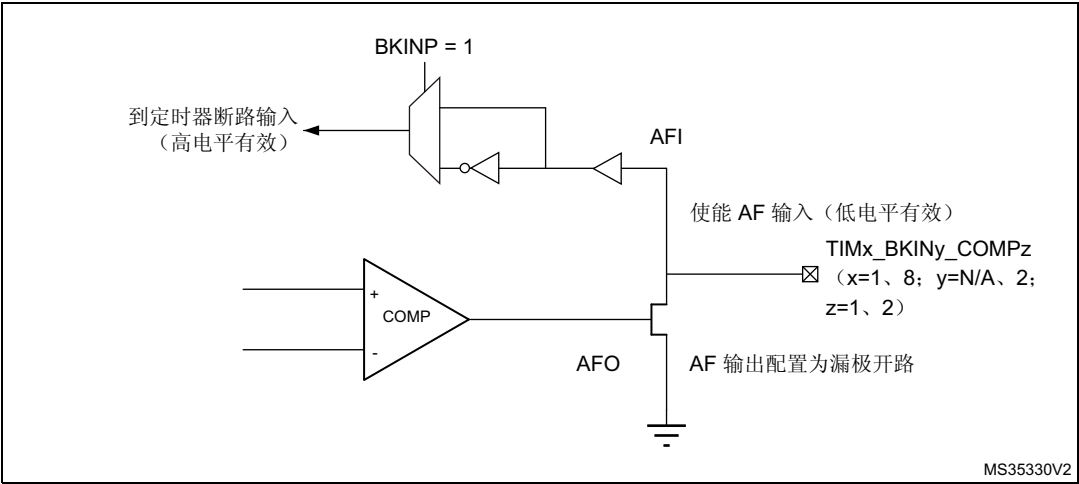 BKINP = 1
到定时器断路输入
（高电平有效）
AFI
使能 AF 输入（低电平有效）
TIMx_BKINy_COMPz
（x=1、8；y=N/A、2；
z=1、2）
+
COMP
-
AFO
AF 输出配置为漏极开路
MS35330V2